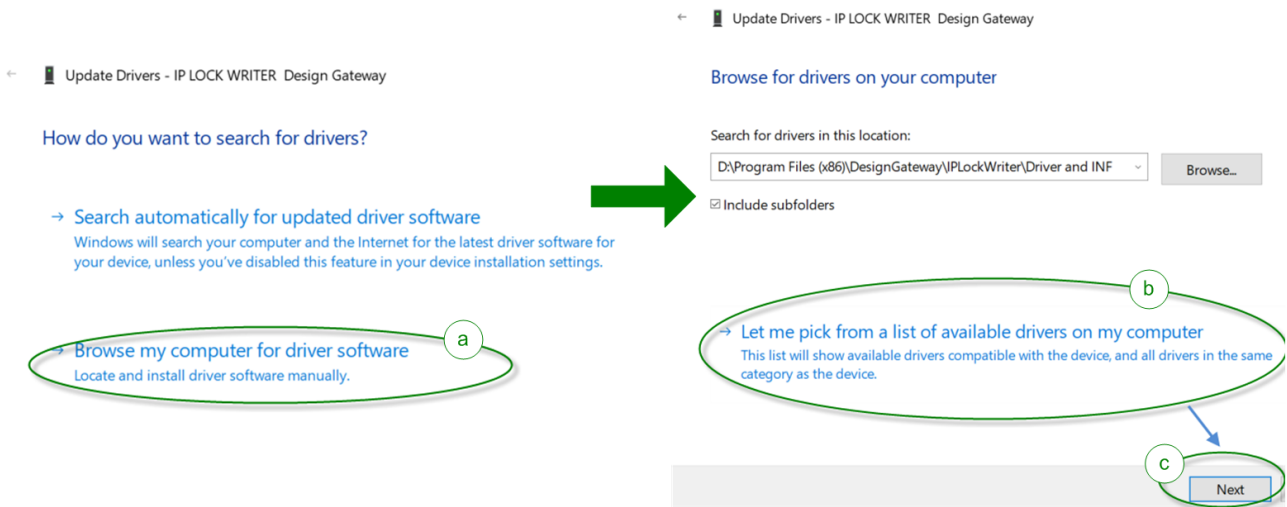 Update Drivers - IP LOCK WRITER Design Gateway
How do you want to search for drivers?
→ Search automatically for updated driver software
Windows will search your computer and the Internet for the latest driver software for
your device, unless you've disabled this feature in your device installation settings.
a
→ Browse my computer for driver software
Locate and install driver software manually.
Update Drivers - IP LOCK WRITER Design Gateway
Browse for drivers on your computer
Search for drivers in this location:
D:\Program Files (x86)\DesignGateway\IPLockWriter\Driver and INF
Browse...
Include subfolders
b
→ Let me pick from a list of available drivers on my computer
This list will show available drivers compatible with the device, and all drivers in the same
category as the device.
c
Next